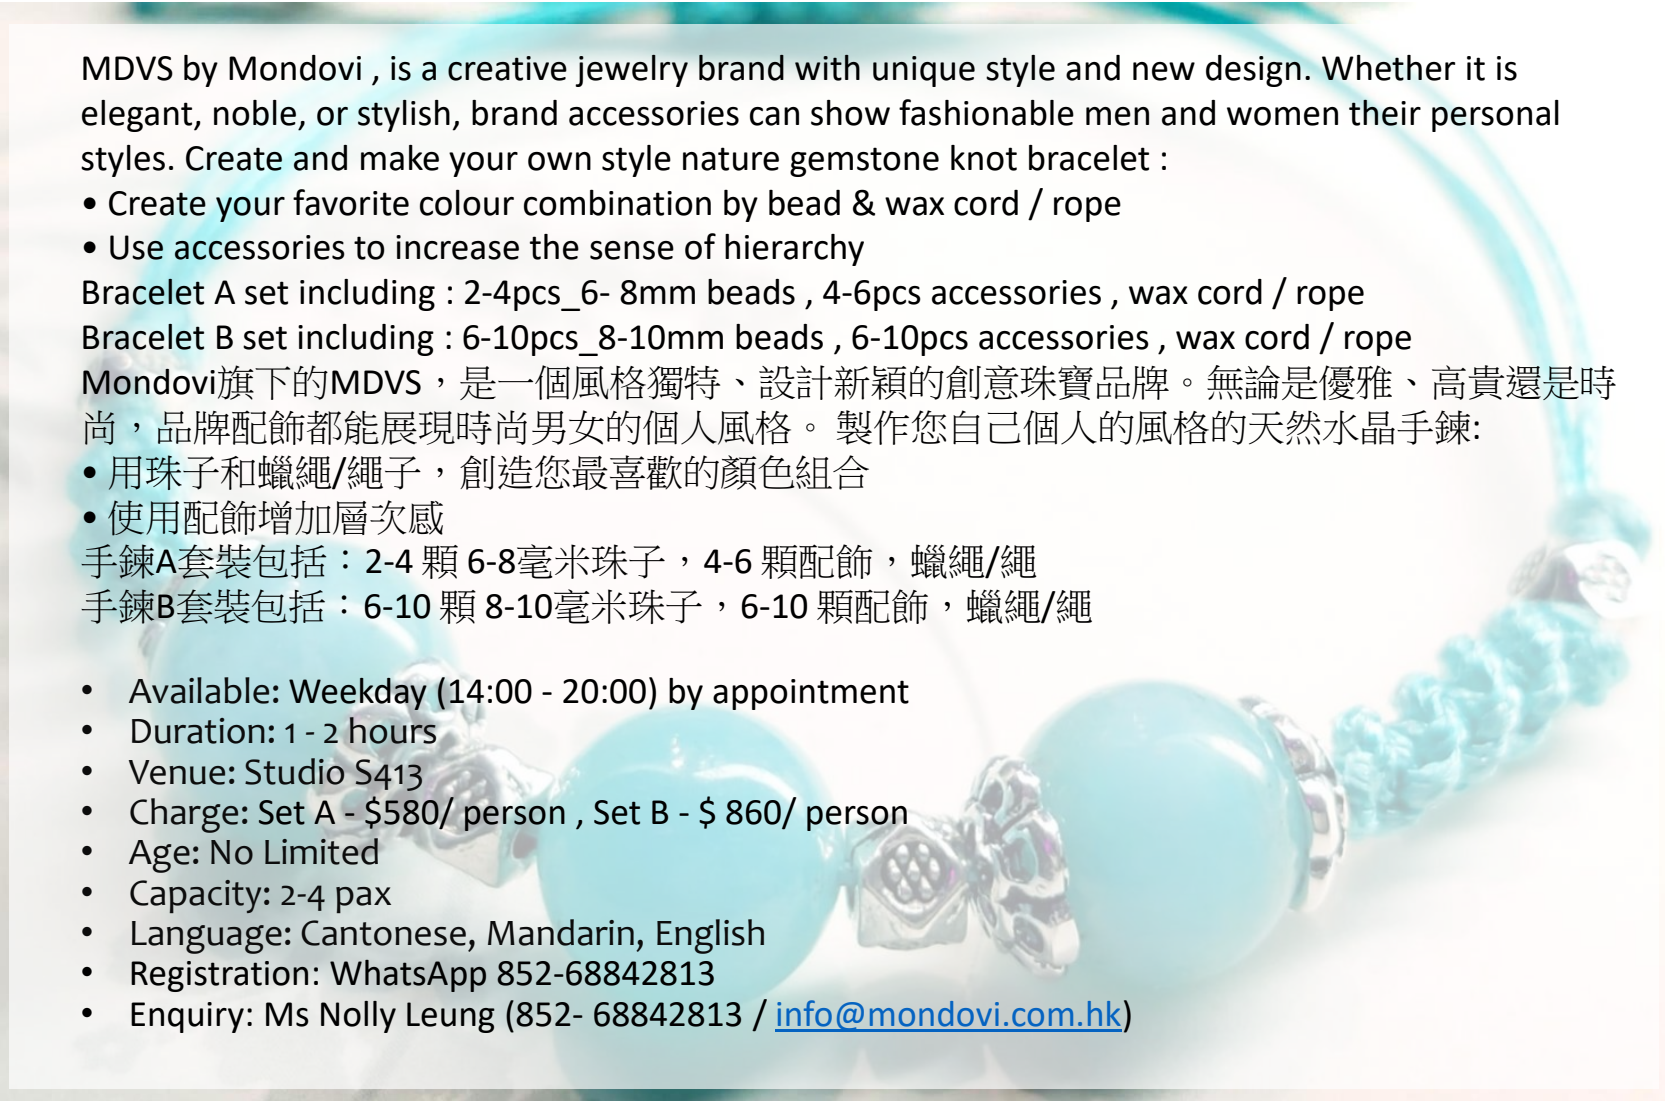 MDVS by Mondovi , is a creative jewelry brand with unique style and new design. Whether it is
elegant, noble, or stylish, brand accessories can show fashionable men and women their personal
styles. Create and make your own style nature gemstone knot bracelet :
• Create your favorite colour combination by bead & wax cord / rope
• Use accessories to increase the sense of hierarchy
Bracelet A set including : 2-4pcs_6- 8mm beads , 4-6pcs accessories , wax cord / rope
Bracelet B set including : 6-10pcs_8-10mm beads , 6-10pcs accessories , wax cord / rope
Mondovi旗下的MDVS，是一個風格獨特、設計新穎的創意珠寶品牌。無論是優雅、高貴還是時
尚，品牌配飾都能展現時尚男女的個人風格。 製作您自己個人的風格的天然水晶手鍊:
• 用珠子和蠟繩/繩子，創造您最喜歡的顏色組合
• 使用配飾增加層次感
手鍊A套裝包括：2-4 顆 6-8毫米珠子，4-6 顆配飾，蠟繩/繩
手鍊B套裝包括：6-10 顆 8-10毫米珠子，6-10 顆配飾，蠟繩/繩
• Available: Weekday (14:00 - 20:00) by appointment
• Duration: 1 - 2 hours
• Venue: Studio S413
• Charge: Set A - $580/ person , Set B - $ 860/ person
• Age: No Limited
• Capacity: 2-4 pax
• Language: Cantonese, Mandarin, English
• Registration: WhatsApp 852-68842813
• Enquiry: Ms Nolly Leung (852- 68842813 / info@mondovi.com.hk)